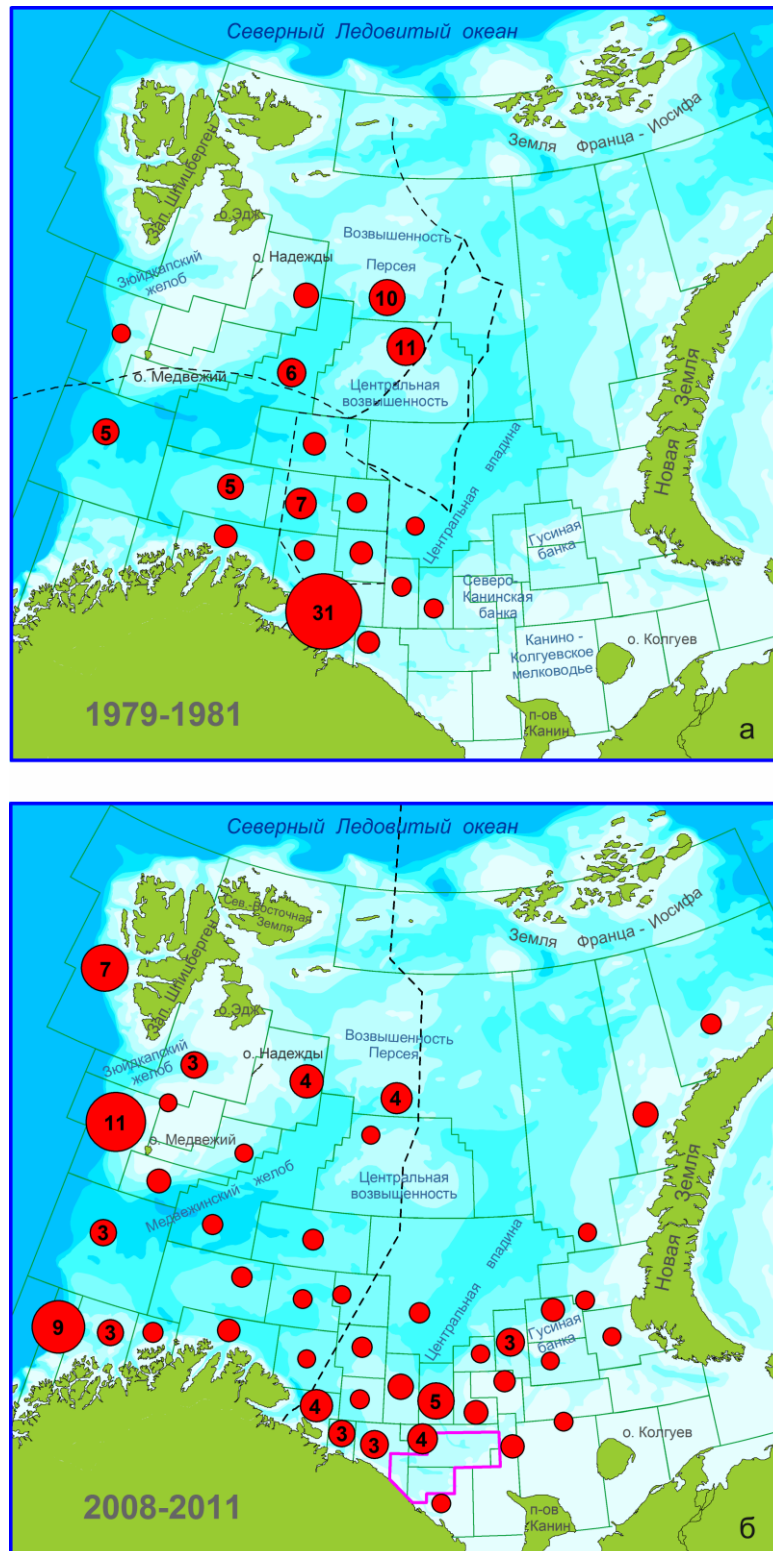 Северный Ледовитый океан
Земля Франца - Иосифа
Зап. Шпицберген
о.Эдж
Возвышенность
Персея
о. Надежды
Зюйдкапский
желоб
10
11
6
о. Медвежий
Центральная
возвышенность
Новая Земля
5
5
7
Центральная впадина
Гусиная
банка
Северо-
Канинская
банка
31
Канино -
Колгуевское
мелководье
о. Колгуев
п-ов
Канин
1979-1981
а
Северный Ледовитый океан
Сев.-Восточная
Земля
Земля Франца - Иосифа
7
Зап. Шпицберген
о.Эдж
Возвышенность
Персея
Зюйдкапский
желоб
3
о. Надежды
4
4
11
о. Медвежий
Центральная
возвышенность
Медвежинский желоб
Новая Земля
3
Центральная впадина
9
3
3
Гусиная
банка
5
4
3
3
4
о. Колгуев
п-ов
Канин
2008-2011
б